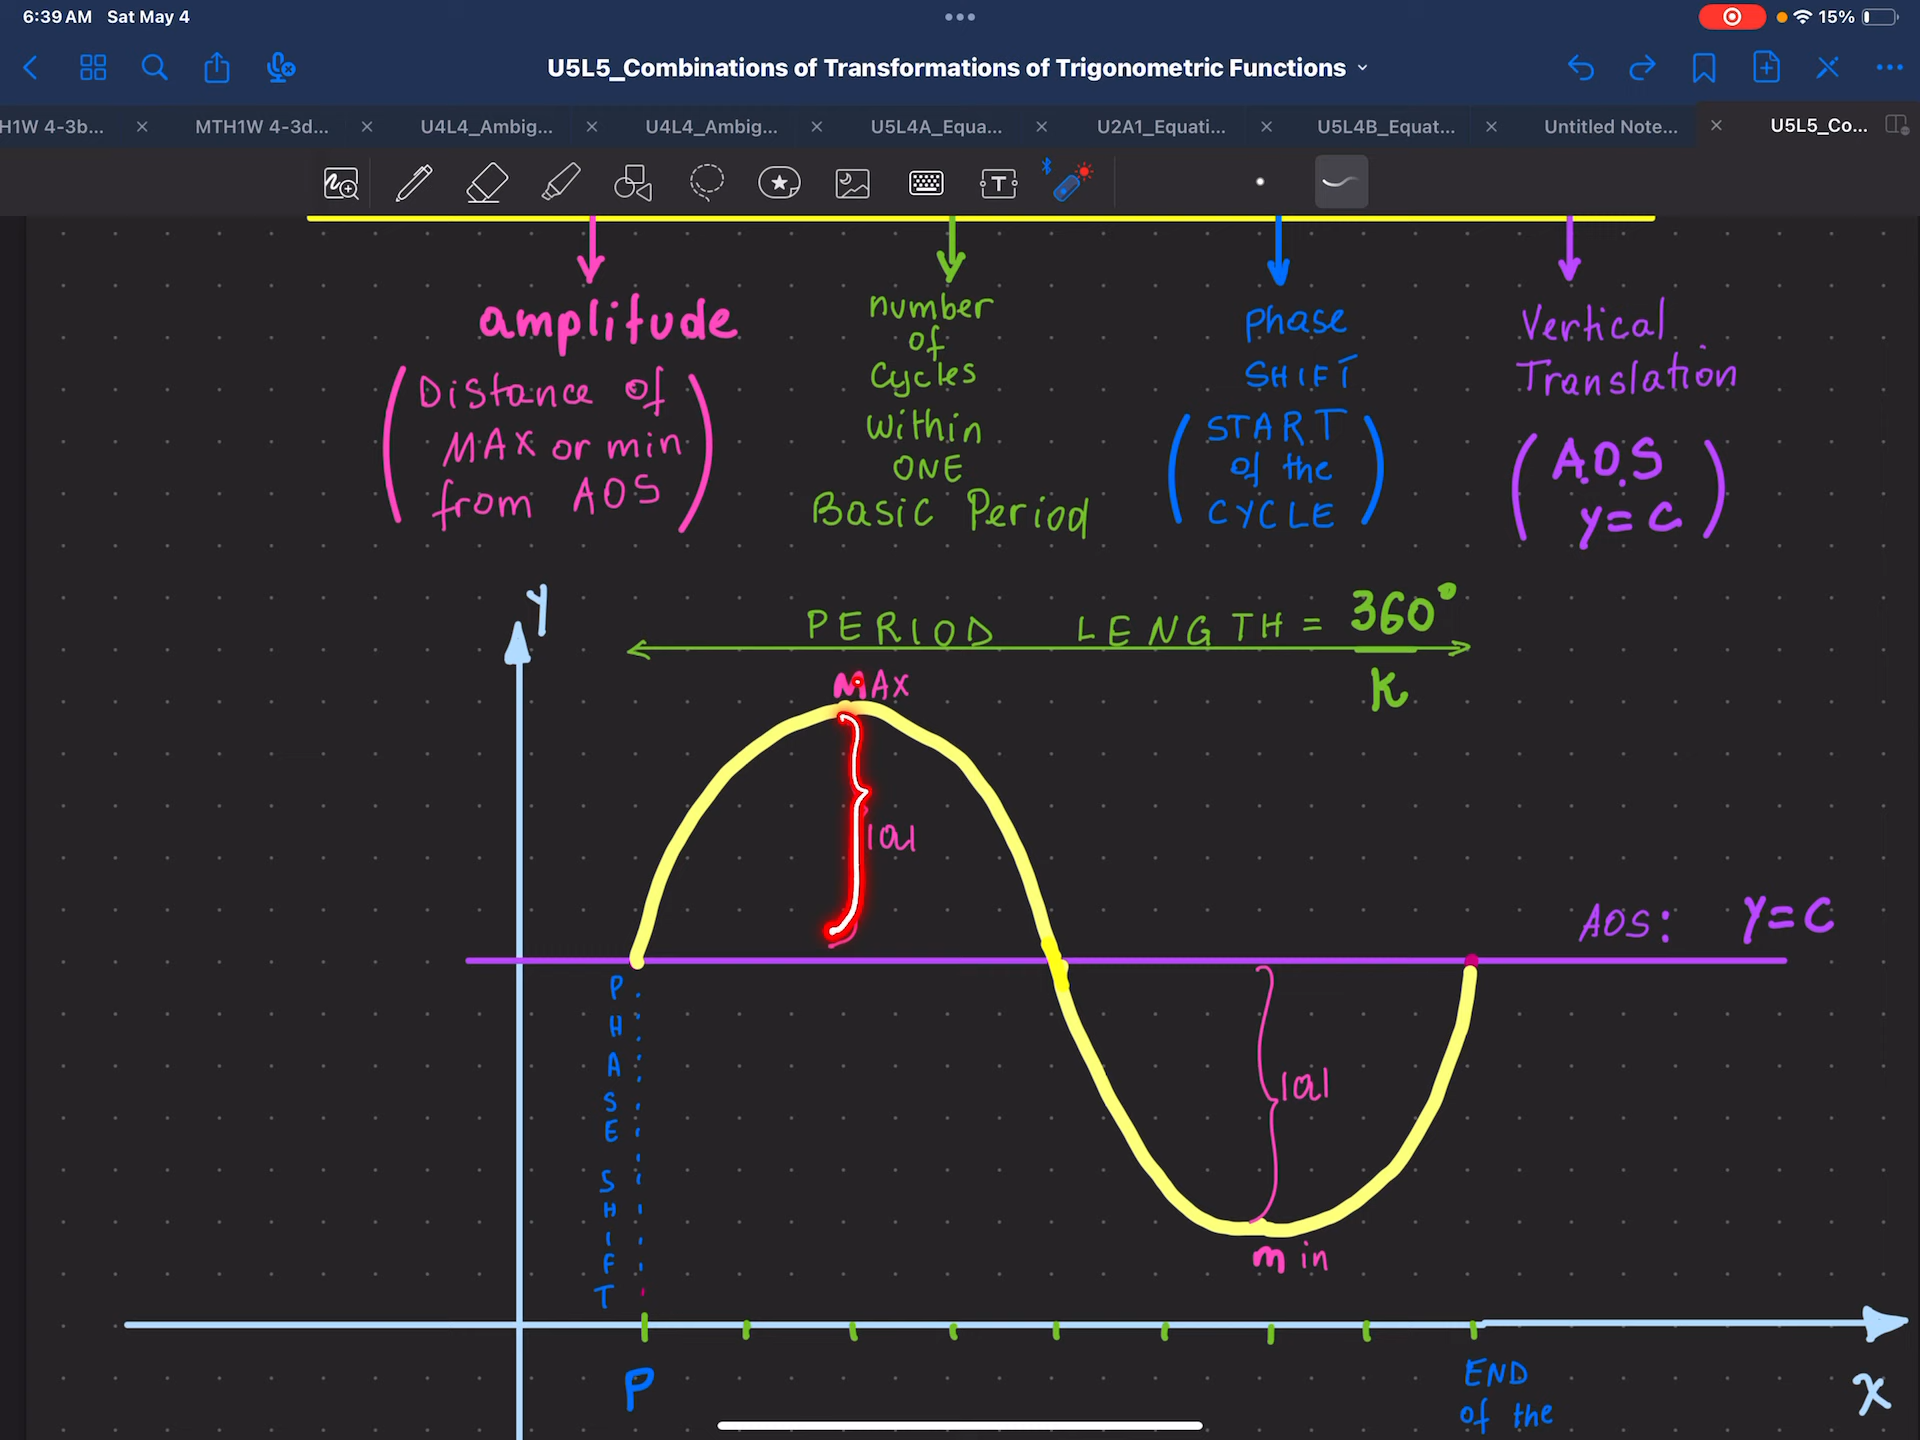 6:39 AM Sat May 4
15%
U5L5_Combinations of Transformations of Trigonometric Functions
H1W 4-3b...
MTH1W 4-3d...
U4L4_Ambig...
U4L4_Ambig...
U5L4A_Equa...
U2A1_Equati...
U5L4B_Equat...
Untitled Note...
U5L5_Co...
amplitude
(Distance of
MAX or min
from AOS)
number
of
Cycles
within
ONE
Basic Period
Phase
SHIFT
(START
of the
CYCLE)
Vertical
Translation
(A.O.S
y=c)
Y
PERIOD LENGTH = 360°
K
MAX
|a|
AOS: Y=C
PHASE SHIFT
|a|
min
P
END
of the
X